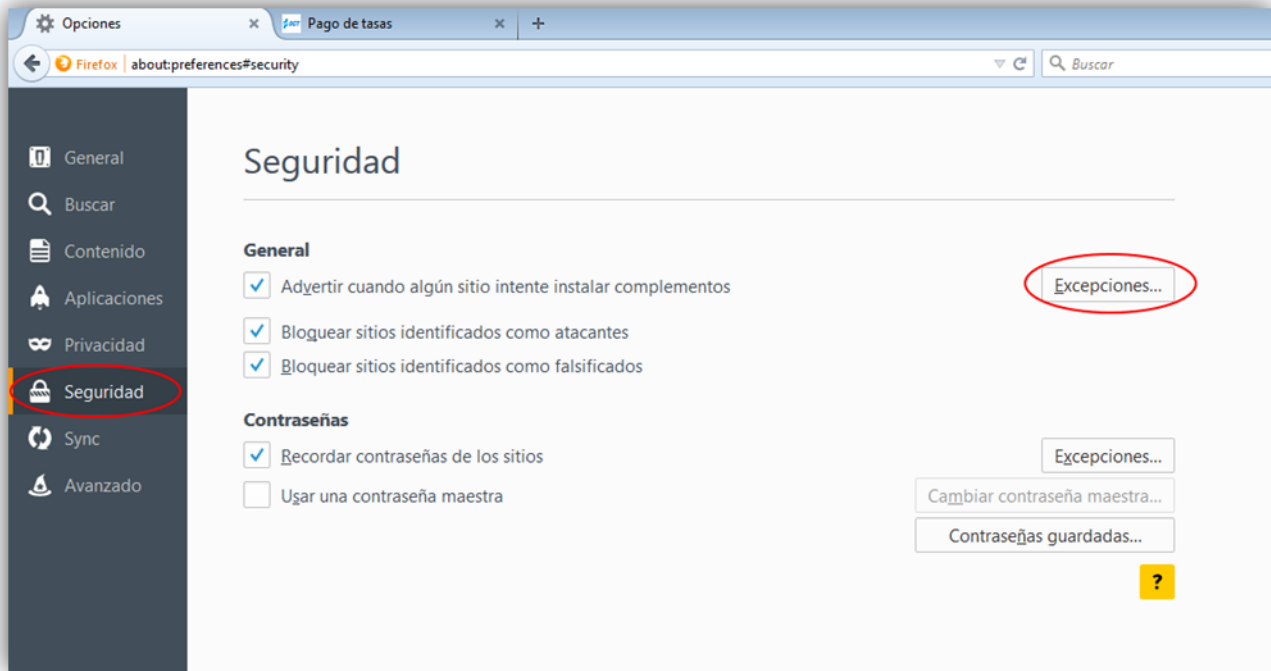 Opciones
Pago de tasas
Firefox about:preferences#security
Buscar
General
Buscar
Contenido
Aplicaciones
Privacidad
Seguridad
Sync
Avanzado
Seguridad
General
Advertir cuando algún sitio intente instalar complementos
Excepciones...
Bloquear sitios identificados como atacantes
Bloquear sitios identificados como falsificados
Contraseñas
Recordar contraseñas de los sitios
Excepciones...
Usar una contraseña maestra
Cambiar contraseña maestra...
Contraseñas guardadas...
?